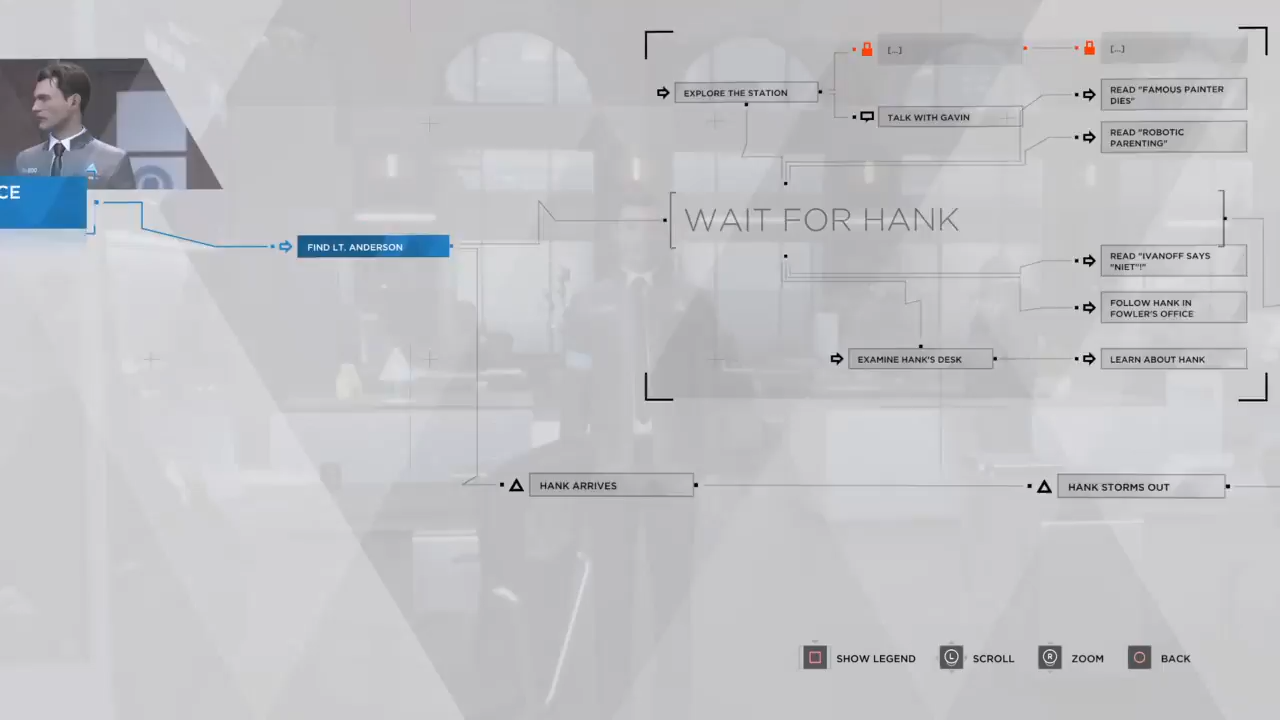 [...]
[...]
EXPLORE THE STATION
READ "FAMOUS PAINTER
DIES"
TALK WITH GAVIN
READ "ROBOTIC
PARENTING"
CE
WAIT FOR HANK
FIND LT. ANDERSON
READ "IVANOFF SAYS
"NIET"!"
FOLLOW HANK IN
FOWLER'S OFFICE
EXAMINE HANK'S DESK
LEARN ABOUT HANK
HANK ARRIVES
HANK STORMS OUT
SHOW LEGEND
L
SCROLL
R
ZOOM
BACK